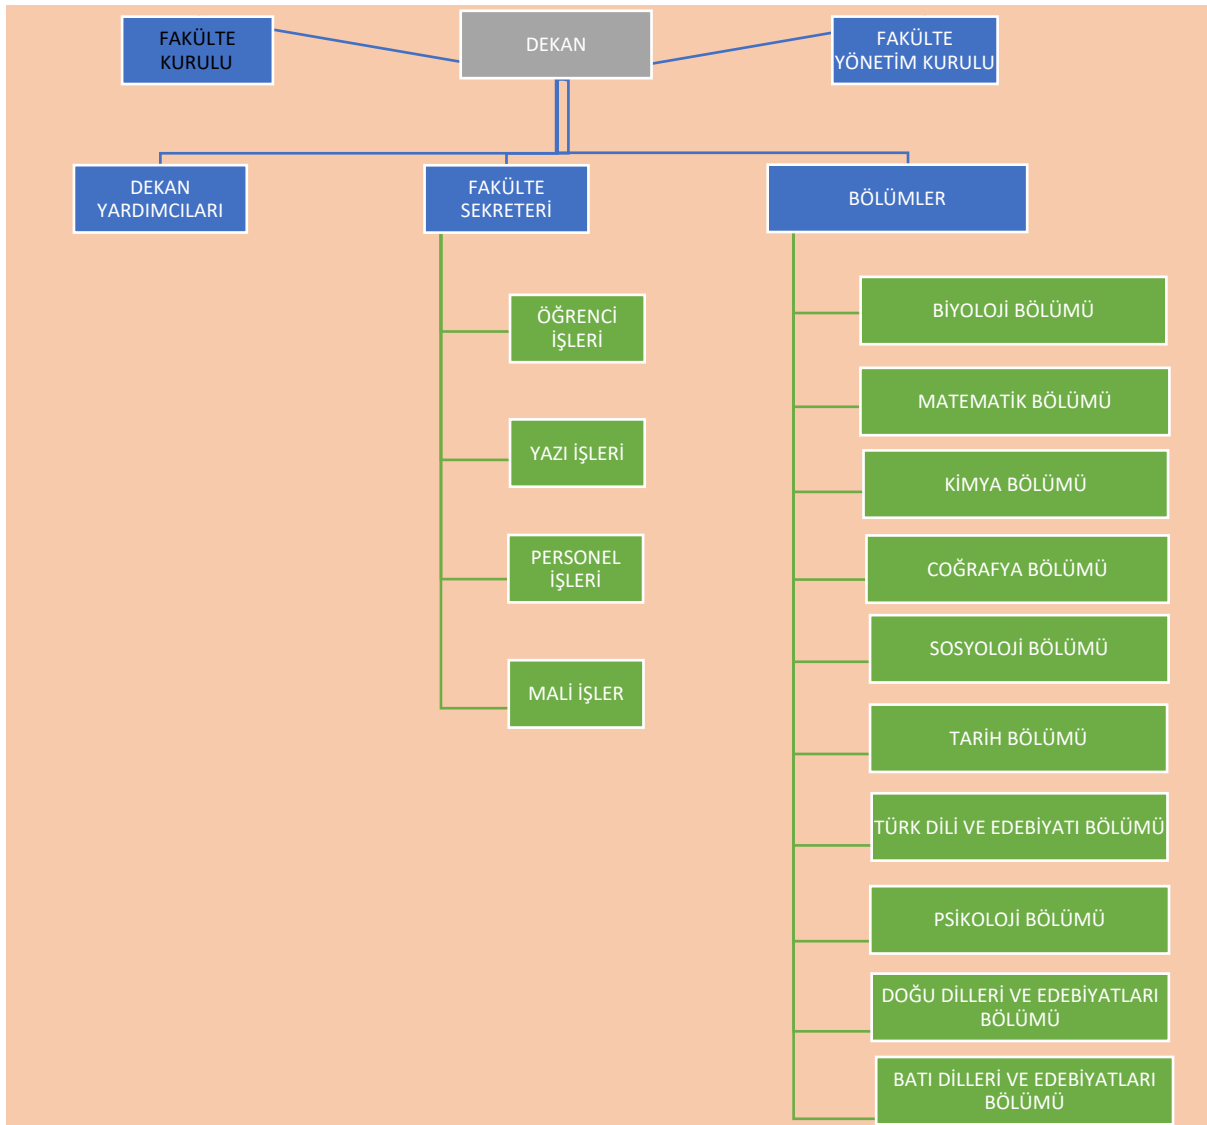 FAKÜLTE
KURULU
DEKAN
FAKÜLTE
YÖNETİM KURULU
DEKAN
YARDIMCILARI
FAKÜLTE
SEKRETERİ
BÖLÜMLER
ÖĞRENCİ
İŞLERİ
YAZI İŞLERİ
PERSONEL
İŞLERİ
MALİ İŞLER
BİYOLOJİ BÖLÜMÜ
MATEMATİK BÖLÜMÜ
KİMYA BÖLÜMÜ
COĞRAFYA BÖLÜMÜ
SOSYOLOJİ BÖLÜMÜ
TARİH BÖLÜMÜ
TÜRK DİLİ VE EDEBİYATI BÖLÜMÜ
PSİKOLOJİ BÖLÜMÜ
DOĞU DİLLERİ VE EDEBİYATLARI
BÖLÜMÜ
BATI DİLLERİ VE EDEBİYATLARI
BÖLÜMÜ